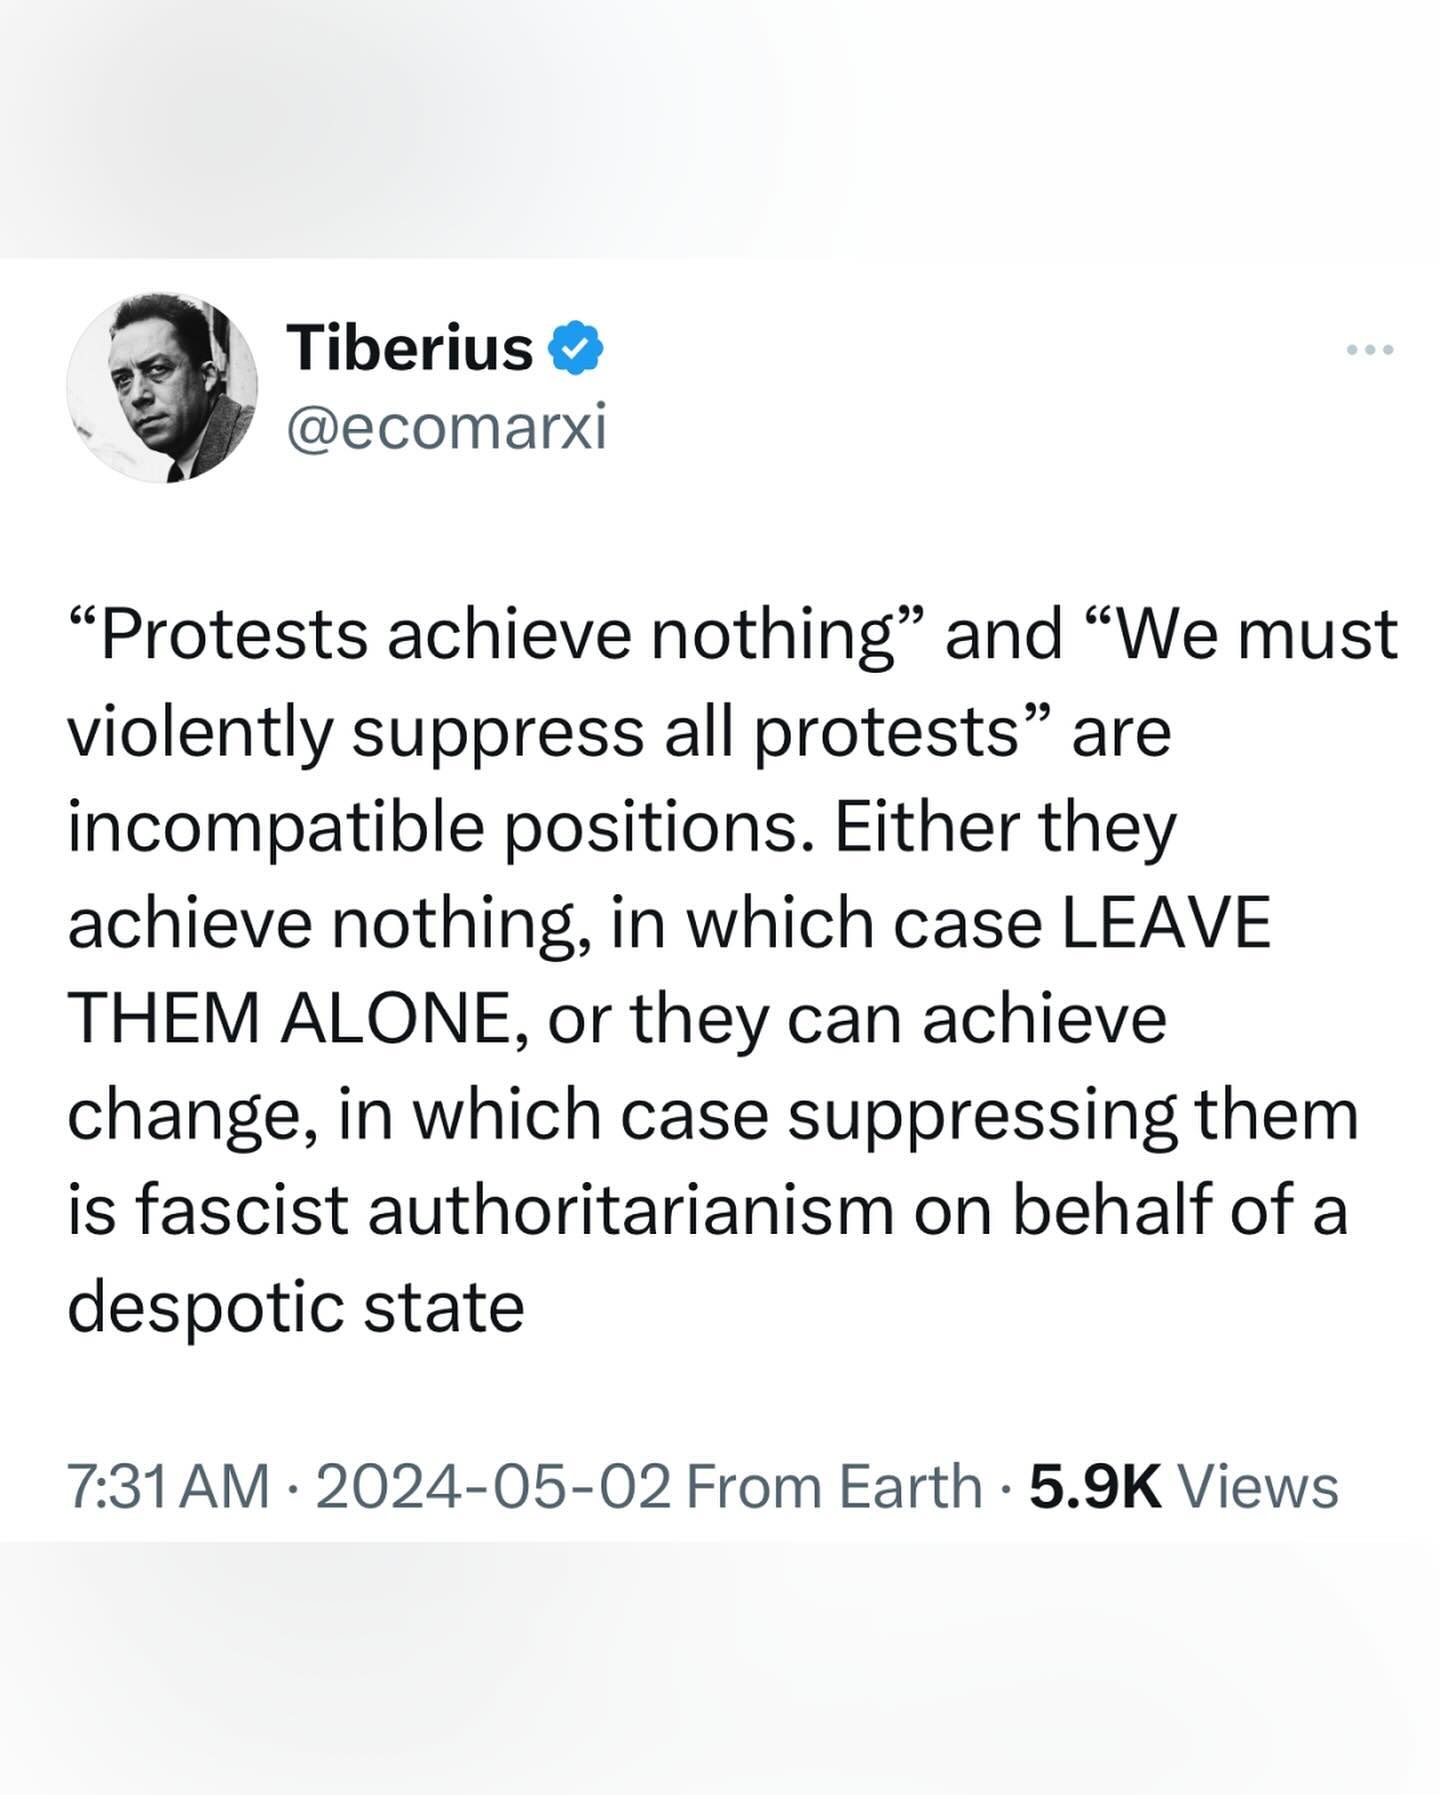 Tiberius
@ecomarxi
“Protests achieve nothing” and “We must
violently suppress all protests” are
incompatible positions. Either they
achieve nothing, in which case LEAVE
THEM ALONE, or they can achieve
change, in which case suppressing them
is fascist authoritarianism on behalf of a
despotic state
7:31 AM · 2024-05-02 From Earth · 5.9K Views